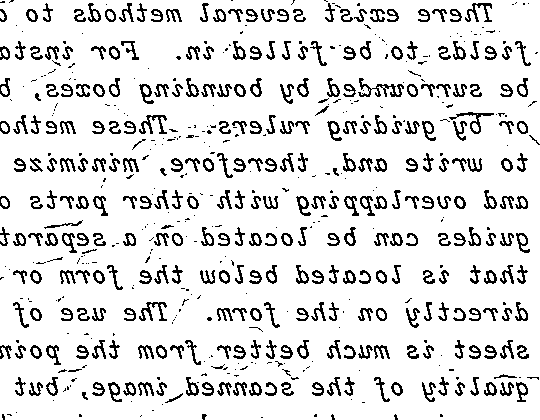 There exist several methods to d
fields to be filled in. For insta
be surrounded by bounding boxes, b
or by guiding rulers. These metho
to write and, therefore, minimize
and overlapping with other parts o
guides can be located on a separat
that is located below the form or
directly on the form. The use of
sheet is much better from the poin
quality of the scanned image, but